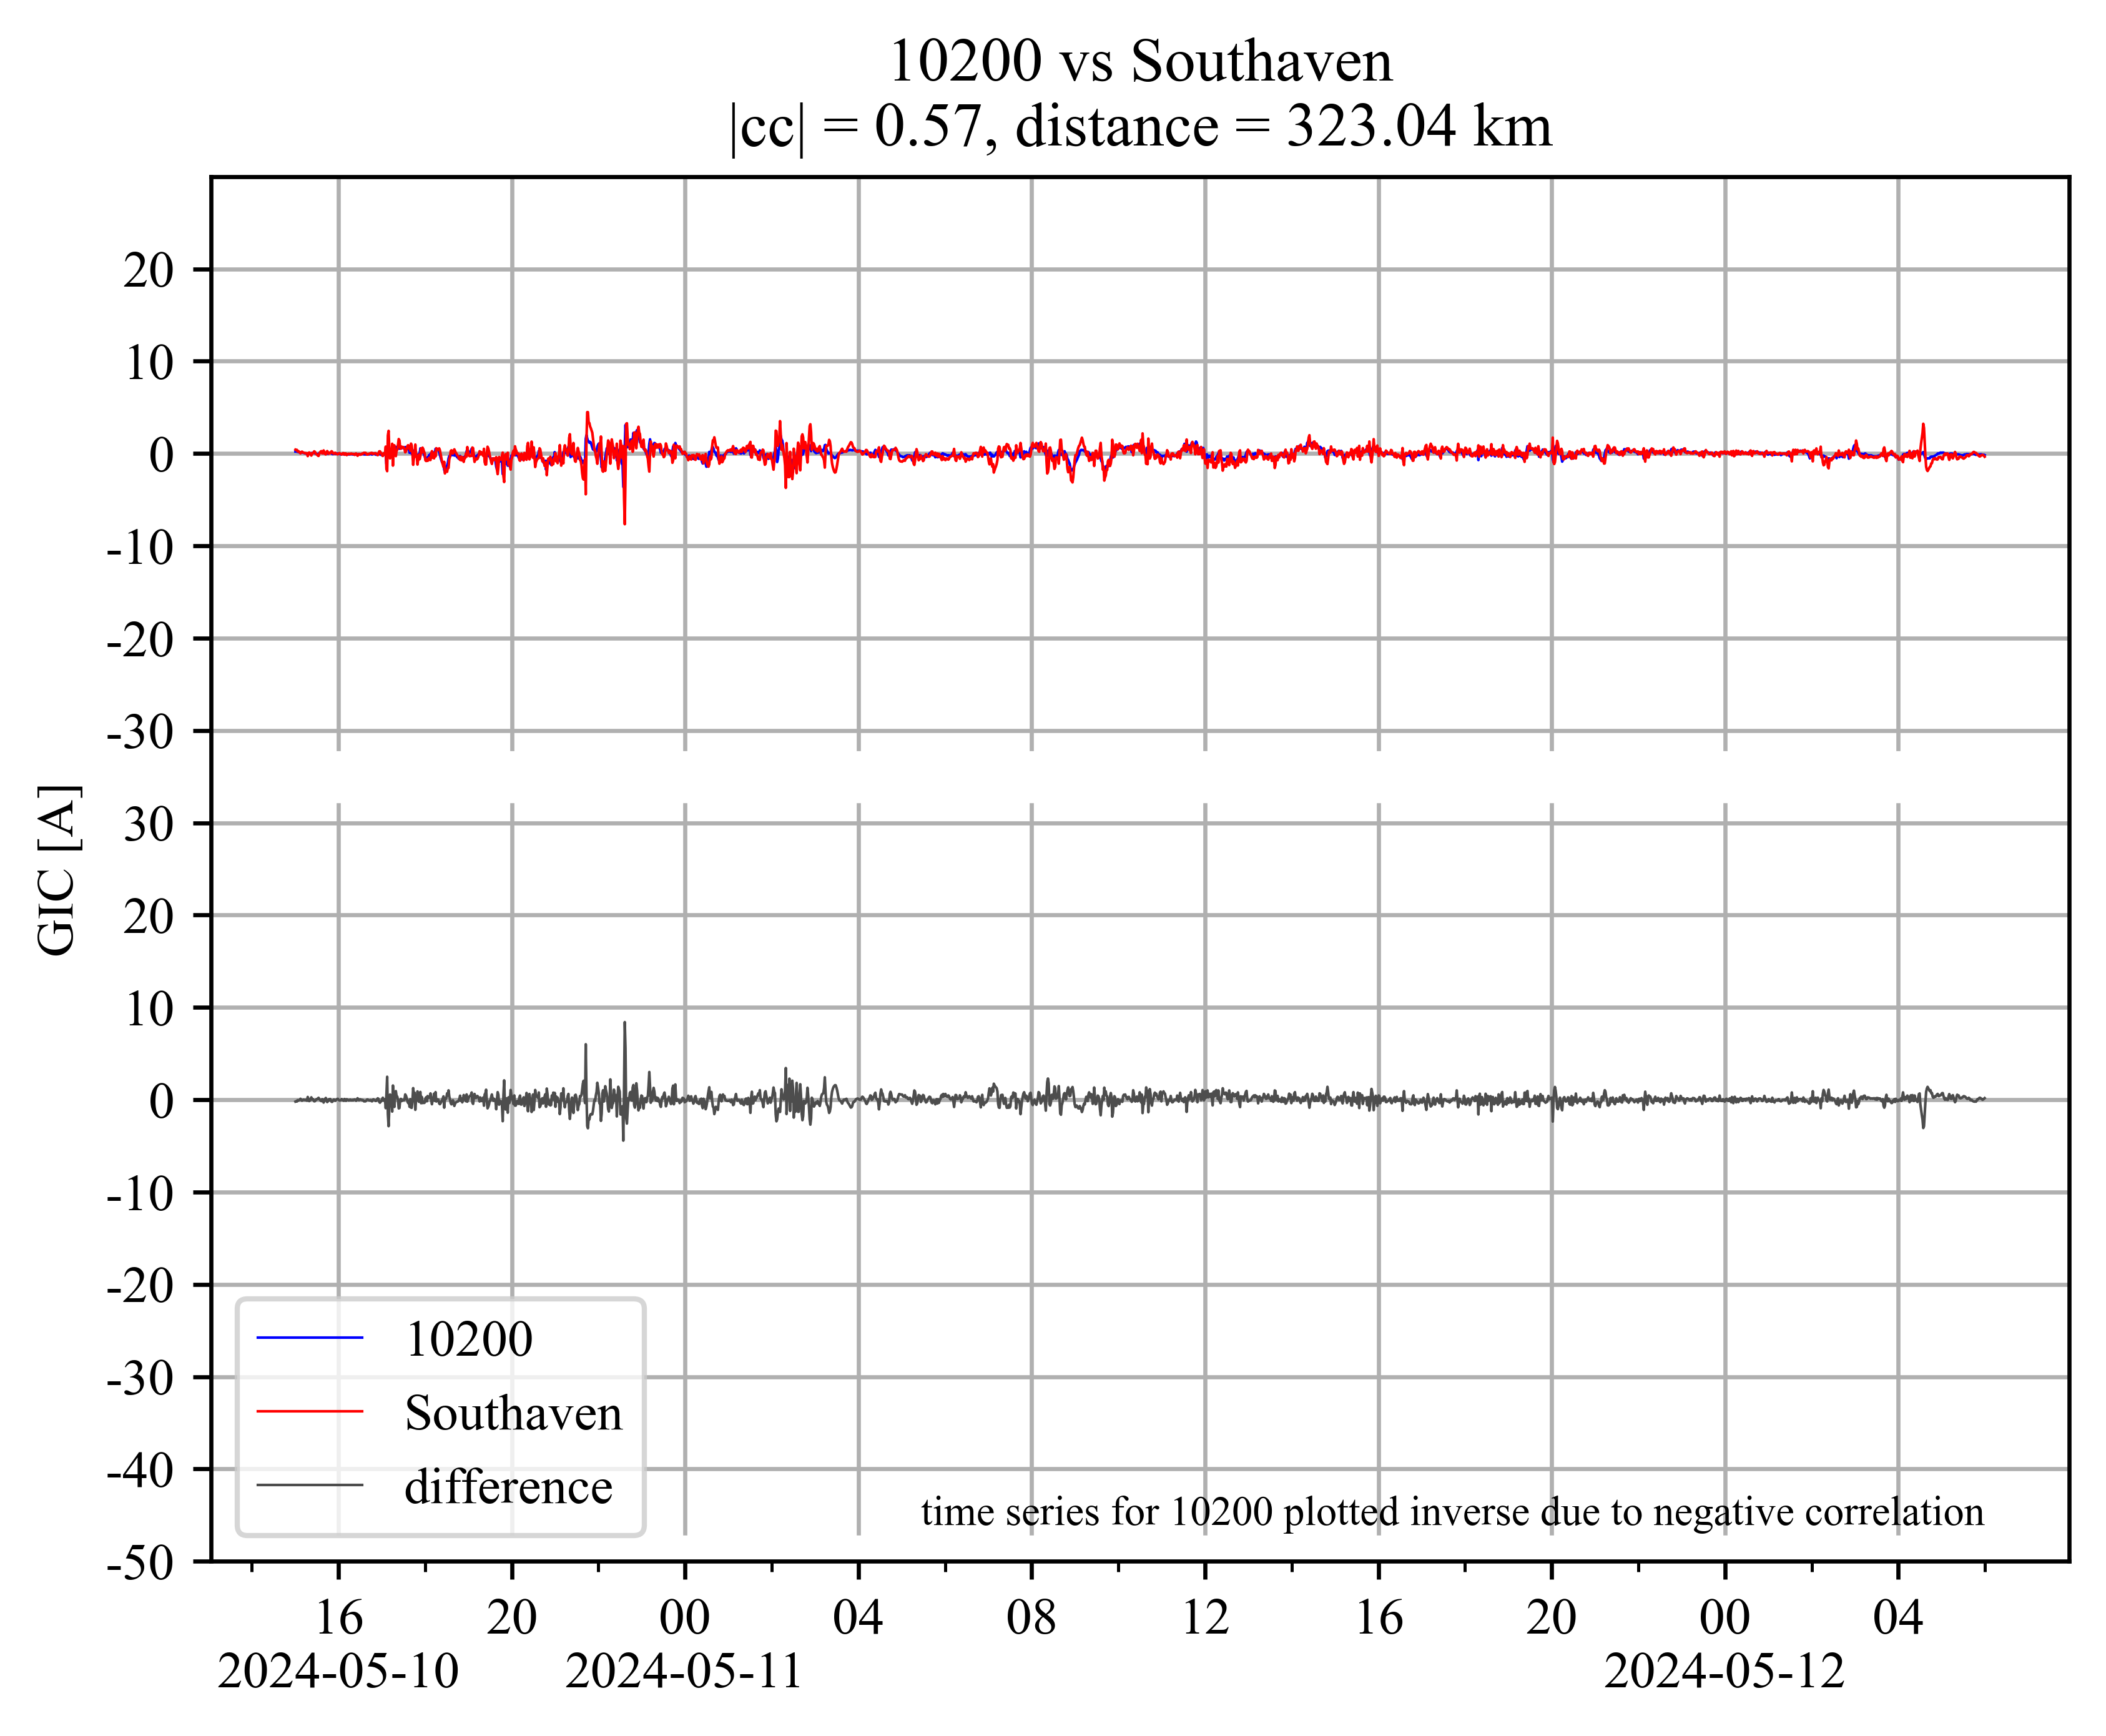 10200 vs Southaven
|cc| = 0.57, distance = 323.04 km
GIC [A]
20
10
0
-10
-20
-30
30
20
10
0
-10
-20
-30
-40
-50
10200
Southaven
difference
time series for 10200 plotted inverse due to negative correlation
16 20 00 04 08 12 16 20 00 04
2024-05-10 2024-05-11 2024-05-12